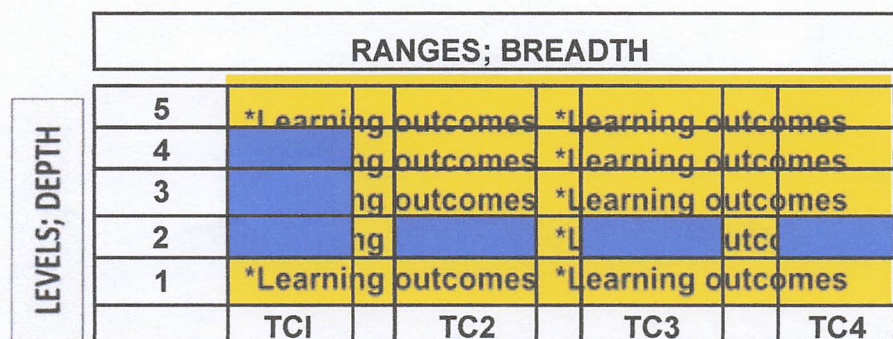 RANGES; BREADTH
LEVELS; DEPTH
5 *Learning outcomes *Learning outcomes
4 ng outcomes *Learning outcomes
3 ng outcomes *Learning outcomes
2 ng *L utco
1 *Learning outcomes *Learning outcomes
TCI TC2 TC3 TC4